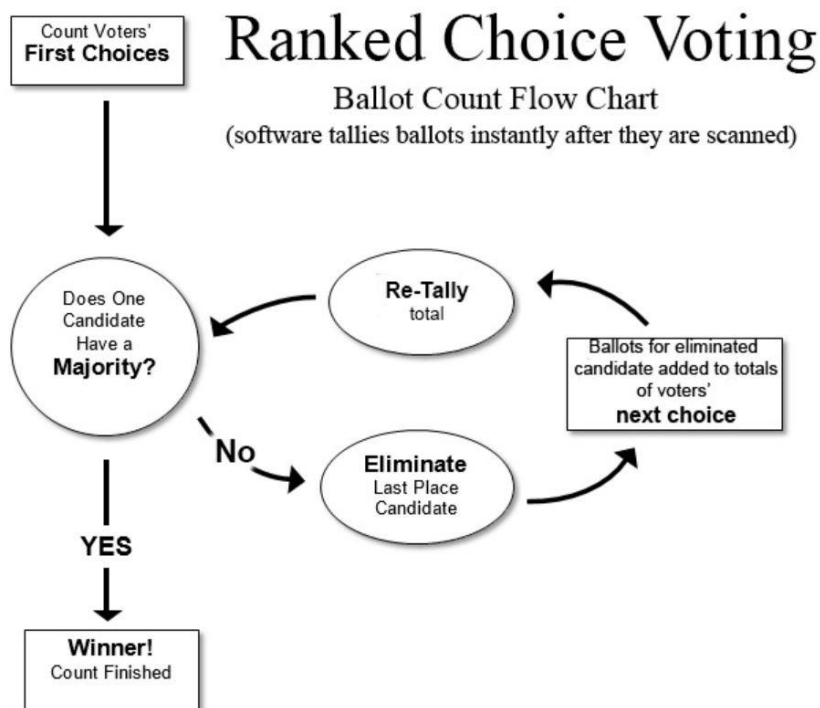 Count Voters'
First Choices
Ranked Choice Voting
Ballot Count Flow Chart
(software tallies ballots instantly after they are scanned)
Does One
Candidate
Have a
Majority?
Re-Tally
total
Ballots for eliminated
candidate added to totals
of voters'
next choice
No
Eliminate
Last Place
Candidate
YES
Winner!
Count Finished